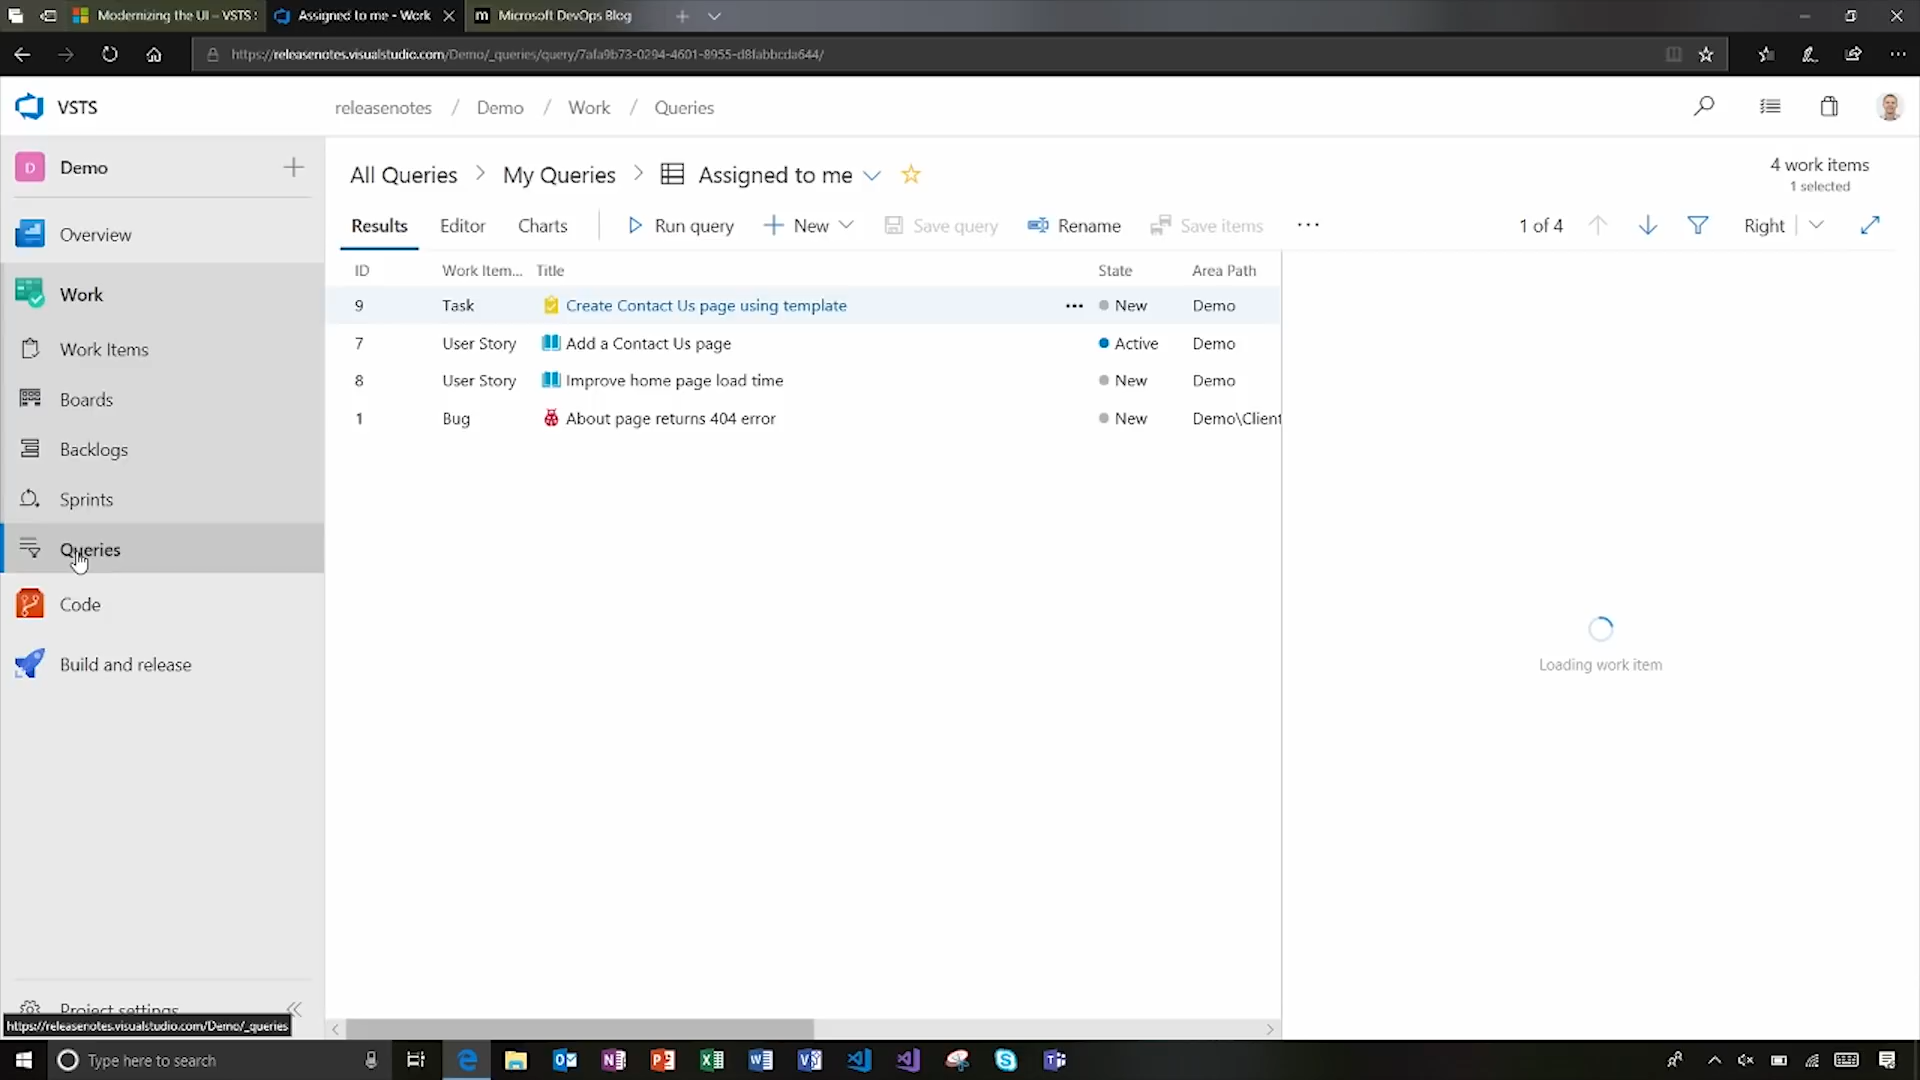 Modernizing the UI – VSTS
Assigned to me - Work
Microsoft DevOps Blog
https://releasenotes.visualstudio.com/Demo/_queries/query/7afa9b73-0294-4601-8955-d8fabbcda644/
VSTS
releasenotes / Demo / Work / Queries
D Demo
All Queries > My Queries > Assigned to me
4 work items
1 selected
Overview
Results Editor Charts Run query New Save query Rename Save items ... 1 of 4 Right
ID Work Item... Title State Area Path
Work
9 Task Create Contact Us page using template ... New Demo
Work Items
7 User Story Add a Contact Us page Active Demo
Boards
8 User Story Improve home page load time New Demo
Backlogs
1 Bug About page returns 404 error New Demo\Client
Sprints
Queries
Code
Build and release
Loading work item
Project settings
https://releasenotes.visualstudio.com/Demo/_queries
Type here to search